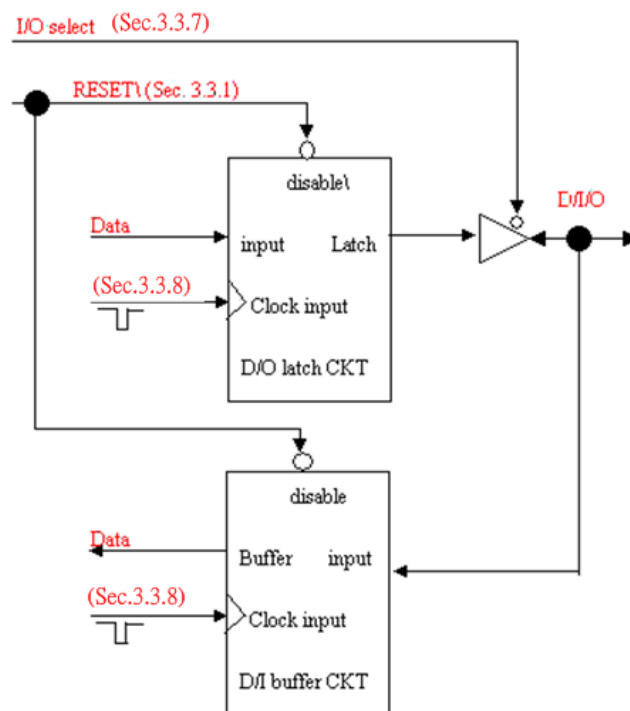 I/O select (Sec.3.3.7)
RESET\ (Sec. 3.3.1)
disable\
Data
D/I/O
input Latch
(Sec.3.3.8)
Clock input
D/O latch CKT
disable
Data
Buffer input
(Sec.3.3.8)
Clock input
D/I buffer CKT